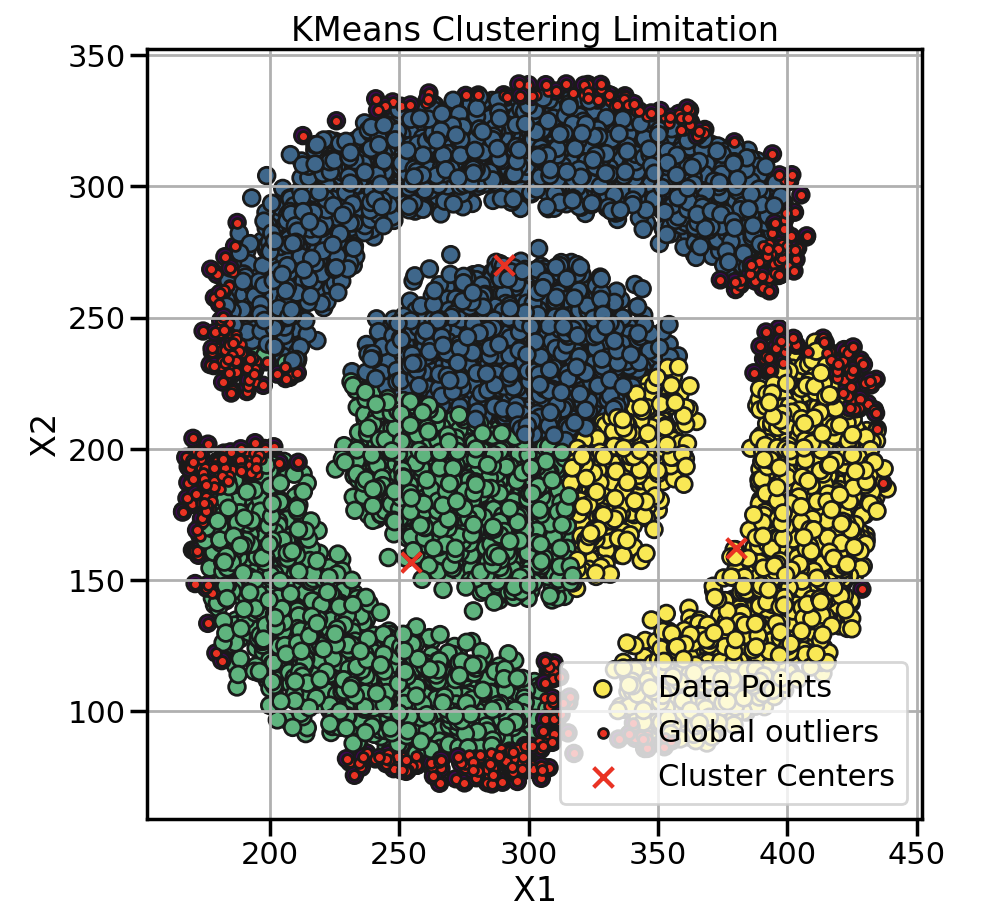 KMeans Clustering Limitation
350
300
250
200
150
100
X2
Data Points
Global outliers
Cluster Centers
200 250 300 350 400 450
X1